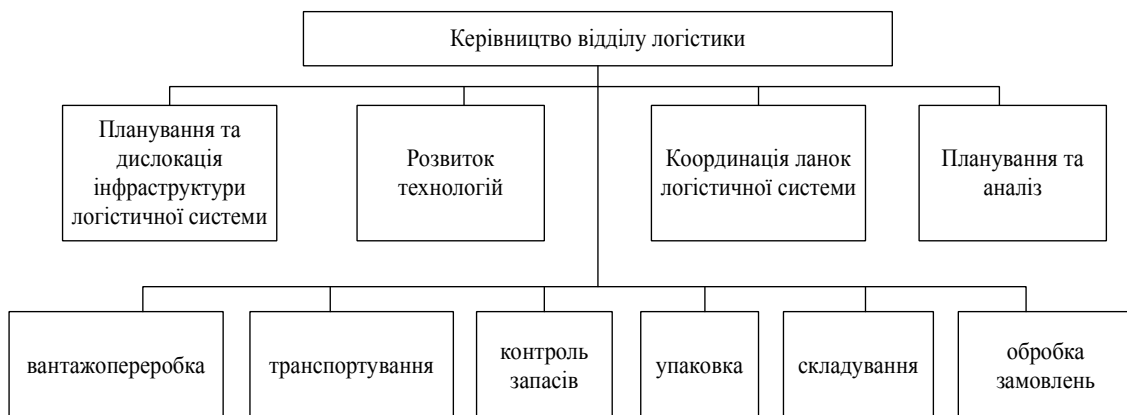 Керівництво відділу логістики
Планування та
дислокація
інфраструктури
логістичної системи
Розвиток
технологій
Координація ланок
логістичної системи
Планування та
аналіз
вантажопереробка
транспортування
контроль
запасів
упаковка
складування
обробка
замовлень